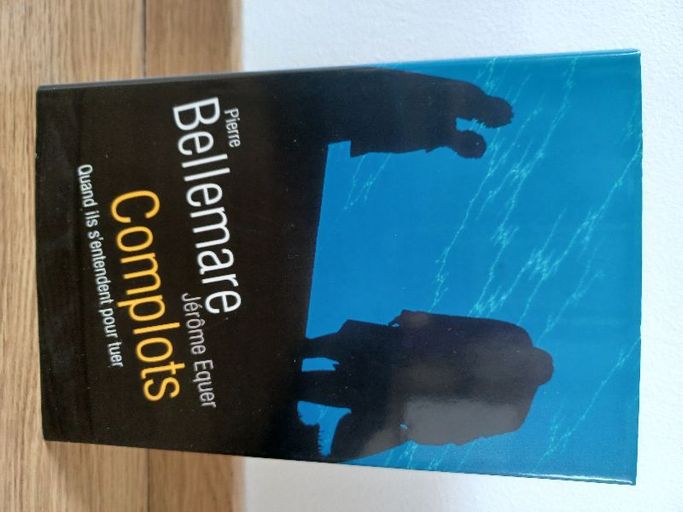 Pierre
Bellemare
Jérôme Equer
Complots
Quand ils s'entendent pour tuer